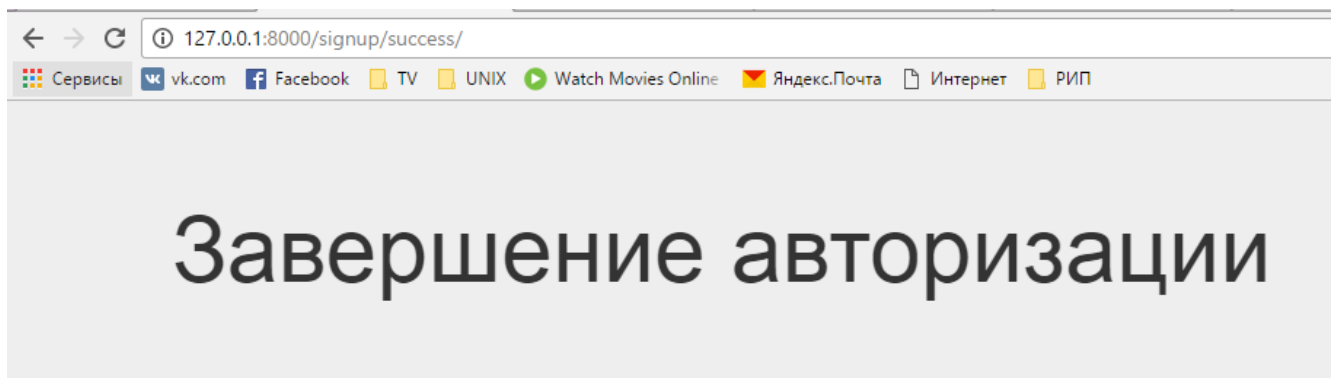 127.0.0.1:8000/signup/success/
Сервисы vk.com Facebook TV UNIX Watch Movies Online Яндекс.Почта Интернет РИП
Завершение авторизации